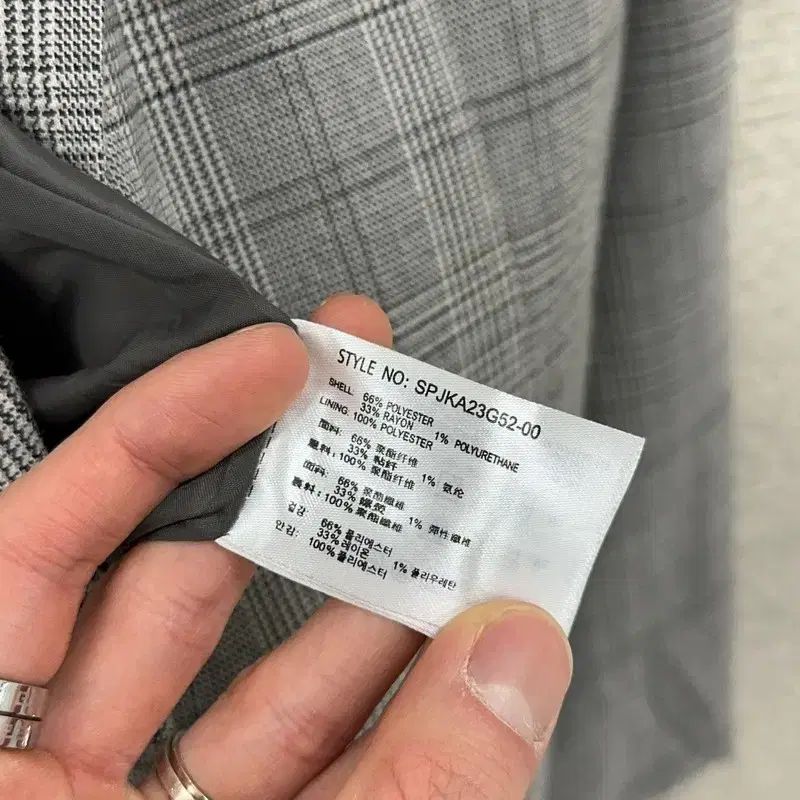 STYLE NO: SPJKA23G52-00
SHELL: 66% POLYESTER
33% RAYON 1% POLYURETHANE
LINING: 100% POLYESTER
面料: 66% 聚酯纤维
33% 粘纤 1% 氨纶
裹料: 100% 聚酯纤维
面料: 66% 聚酯纖維
33% 嫘縈 1% 彈性纖維
裹料: 100% 聚酯纖維
겉감: 66% 폴리에스터
33% 레이온 1% 폴리우레탄
안감: 100% 폴리에스터